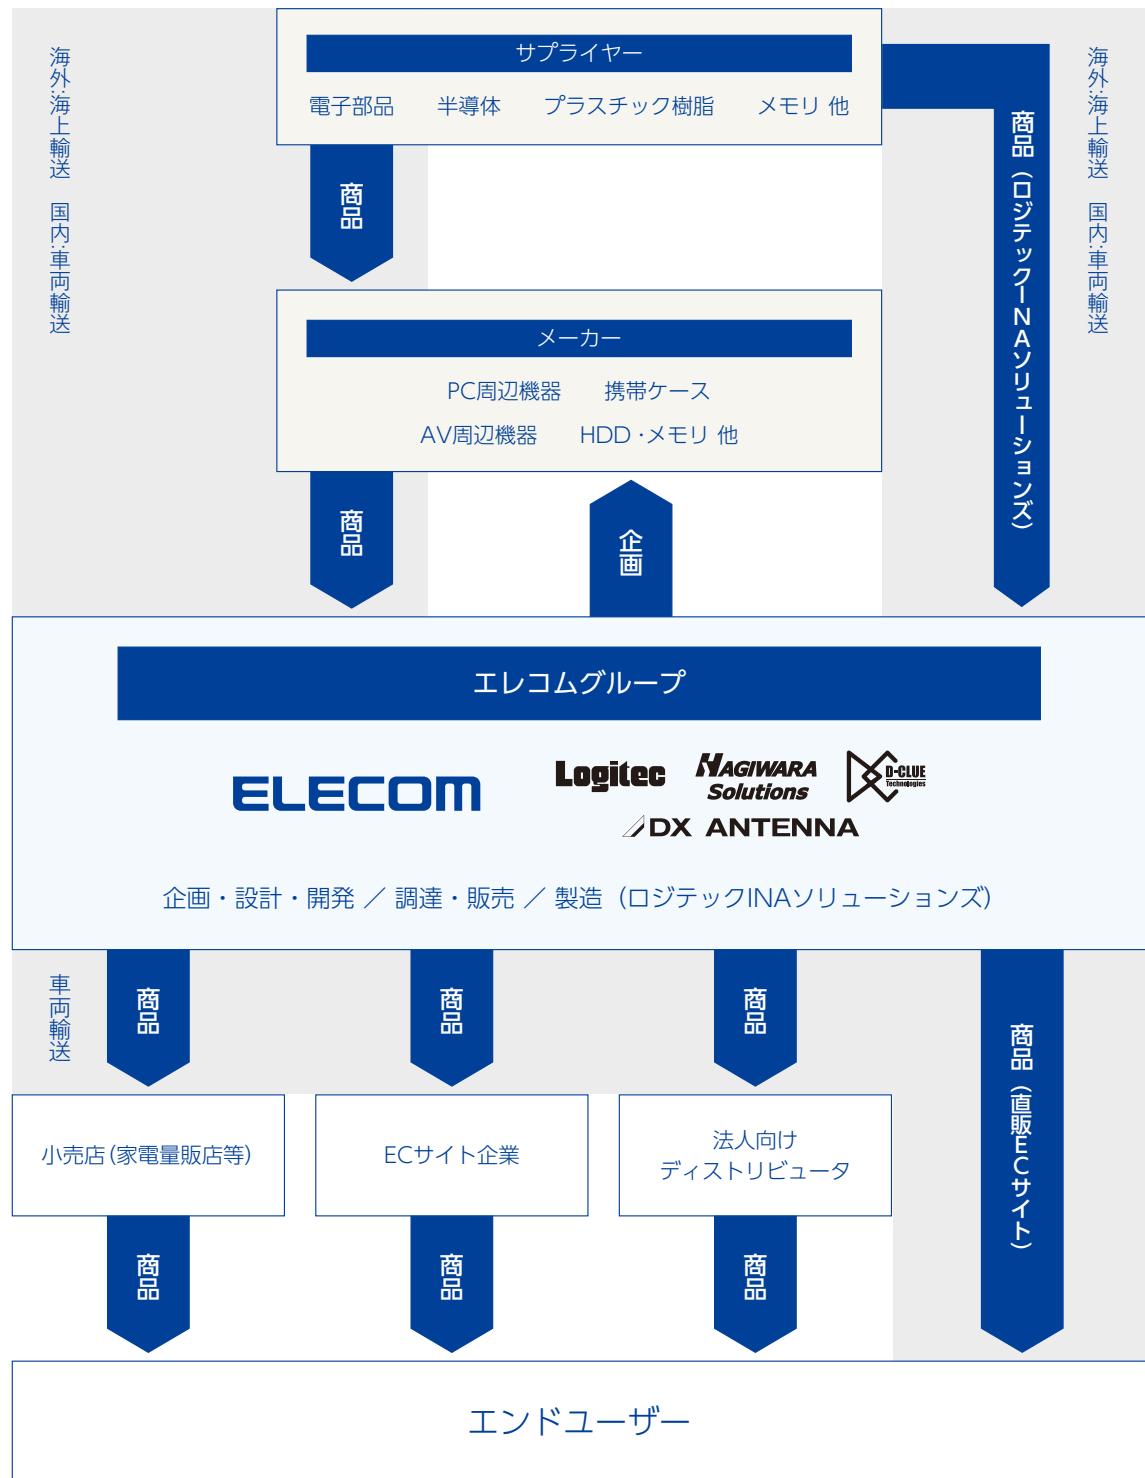 海外:海上輸送　国内:車両輸送
サプライヤー
電子部品　半導体　プラスチック樹脂　メモリ 他
海外:海上輸送　国内:車両輸送
商品
商品（ロジテックINAソリューションズ）
メーカー
PC周辺機器　携帯ケース
AV周辺機器　HDD・メモリ 他
商品
企画
エレコムグループ
ELECOM
Logitec
HAGIWARA
Solutions
D-CLUE
Technologies
DX ANTENNA
企画・設計・開発 ／ 調達・販売 ／ 製造（ロジテックINAソリューションズ）
車両輸送
商品
商品
商品
商品（直販ECサイト）
小売店（家電量販店等）
ECサイト企業
法人向け
ディストリビュータ
商品
商品
商品
エンドユーザー